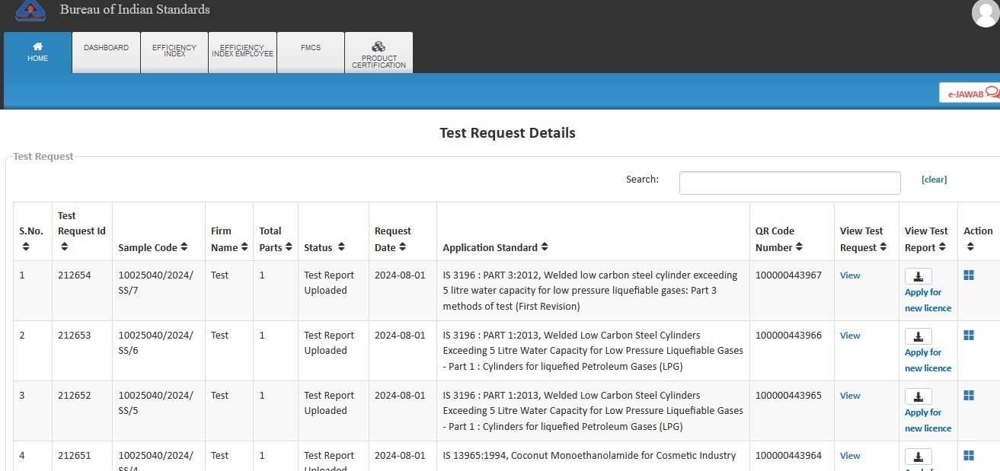 Bureau of Indian Standards
HOME
DASHBOARD
EFFICIENCY
INDEX
EFFICIENCY
INDEX EMPLOYEE
FMCS
PRODUCT
CERTIFICATION
e-JAWAB
Test Request Details
Test Request
Search:
[clear]
S.No.
Test
Request Id
Sample Code
Firm
Name
Total
Parts
Status
Request
Date
Application Standard
QR Code
Number
View Test
Request
View Test
Report
Action
1
212654
10025040/2024/
SS/7
Test
1
Test Report
Uploaded
2024-08-01
IS 3196 : PART 3:2012, Welded low carbon steel cylinder exceeding
5 litre water capacity for low pressure liquefiable gases: Part 3
methods of test (First Revision)
100000443967
View
Apply for
new licence
2
212653
10025040/2024/
SS/6
Test
1
Test Report
Uploaded
2024-08-01
IS 3196 : PART 1:2013, Welded Low Carbon Steel Cylinders
Exceeding 5 Litre Water Capacity for Low Pressure Liquefiable Gases
- Part 1 : Cylinders for liquefied Petroleum Gases (LPG)
100000443966
View
Apply for
new licence
3
212652
10025040/2024/
SS/5
Test
1
Test Report
Uploaded
2024-08-01
IS 3196 : PART 1:2013, Welded Low Carbon Steel Cylinders
Exceeding 5 Litre Water Capacity for Low Pressure Liquefiable Gases
- Part 1 : Cylinders for liquefied Petroleum Gases (LPG)
100000443965
View
Apply for
new licence
4
212651
10025040/2024/
SS/4
Test
1
Test Report
Uploaded
2024-08-01
IS 13965:1994, Coconut Monoethanolamide for Cosmetic Industry
100000443964
View